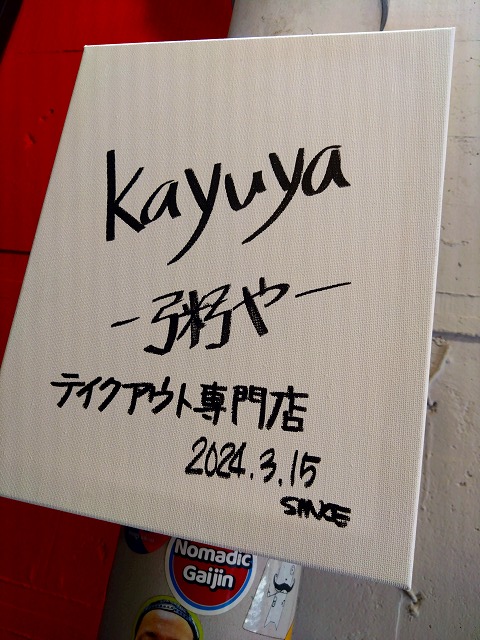 Kayuya
-粥や-
テイクアウト専門店
2024.3.15
SINCE
Nomadic
Gaijin